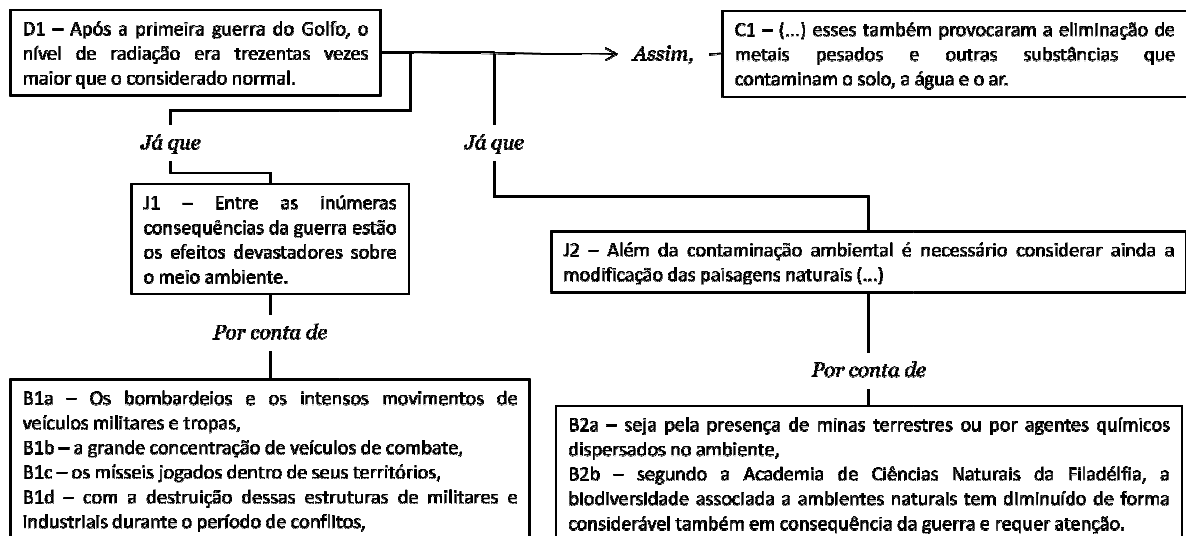 D1 – Após a primeira guerra do Golfo, o
nível de radiação era trezentas vezes
maior que o considerado normal.
Assim,
C1 – (...) esses também provocaram a eliminação de
metais pesados e outras substâncias que
contaminam o solo, a água e o ar.
Já que
Já que
J1 – Entre as inúmeras
consequências da guerra estão
os efeitos devastadores sobre
o meio ambiente.
J2 – Além da contaminação ambiental é necessário considerar ainda a
modificação das paisagens naturais (...)
Por conta de
Por conta de
B1a – Os bombardeios e os intensos movimentos de
veículos militares e tropas,
B1b – a grande concentração de veículos de combate,
B1c – os mísseis jogados dentro de seus territórios,
B1d – com a destruição dessas estruturas de militares e
industriais durante o período de conflitos,
B2a – seja pela presença de minas terrestres ou por agentes químicos
dispersados no ambiente,
B2b – segundo a Academia de Ciências Naturais da Filadélfia, a
biodiversidade associada a ambientes naturais tem diminuído de forma
considerável também em consequência da guerra e requer atenção.